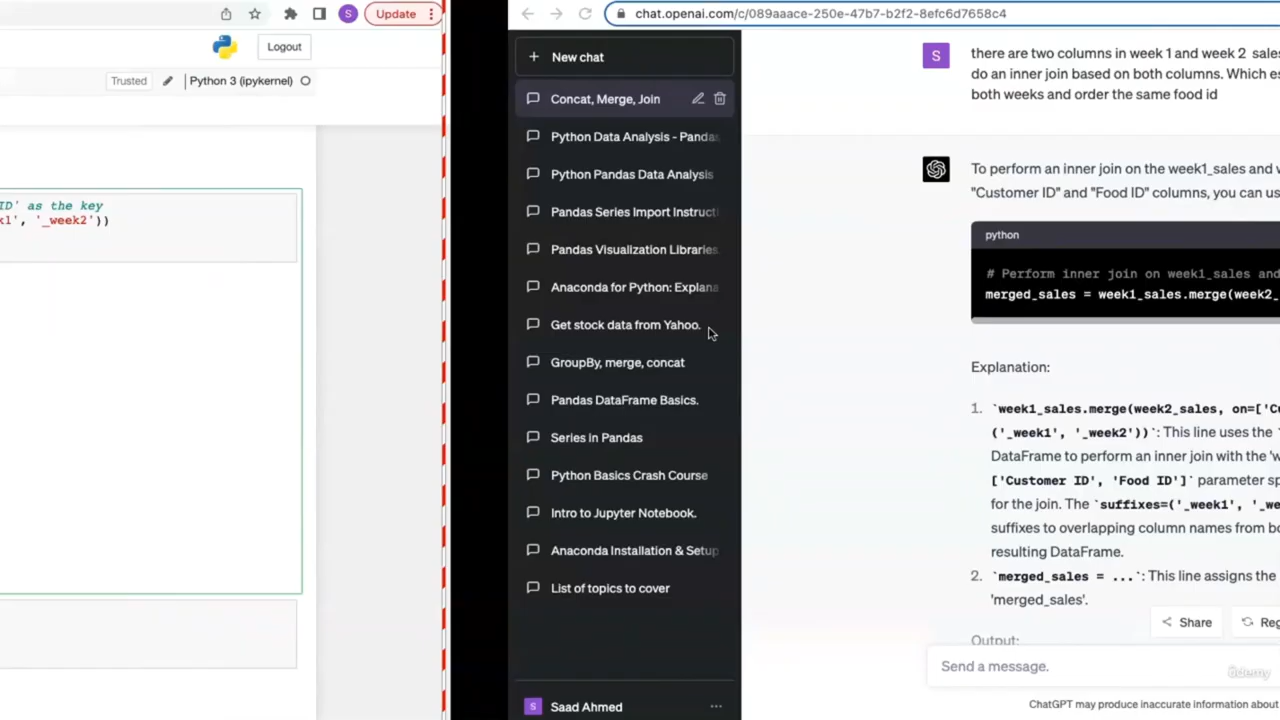 Update
Logout
Trusted
Python 3 (ipykernel)
ID' as the key
'_week2'))
chat.openai.com/c/089aaace-250e-47b7-b2f2-8efc6d7658c4
New chat
Concat, Merge, Join
Python Data Analysis - Pandas
Python Pandas Data Analysis
Pandas Series Import Instructi
Pandas Visualization Libraries.
Anaconda for Python: Explana
Get stock data from Yahoo.
GroupBy, merge, concat
Pandas DataFrame Basics.
Series in Pandas
Python Basics Crash Course
Intro to Jupyter Notebook.
Anaconda Installation & Setup
List of topics to cover
S
Saad Ahmed
S
there are two columns in week 1 and week 2 sales
do an inner join based on both columns. Which es
both weeks and order the same food id
To perform an inner join on the week1_sales and w
"Customer ID" and "Food ID" columns, you can us
python
# Perform inner join on week1_sales and
merged_sales = week1_sales.merge(week2_
Explanation:
1. `week1_sales.merge(week2_sales, on=['Cu
('_week1', '_week2'))`: This line uses the `
DataFrame to perform an inner join with the 'w
['Customer ID', 'Food ID']` parameter sp
for the join. The `suffixes=('_week1', '_we
suffixes to overlapping column names from bo
resulting DataFrame.
2. `merged_sales = ...`: This line assigns the
'merged_sales'.
Output:
Share
Reg
Send a message.
ûdemy
ChatGPT may produce inaccurate information about